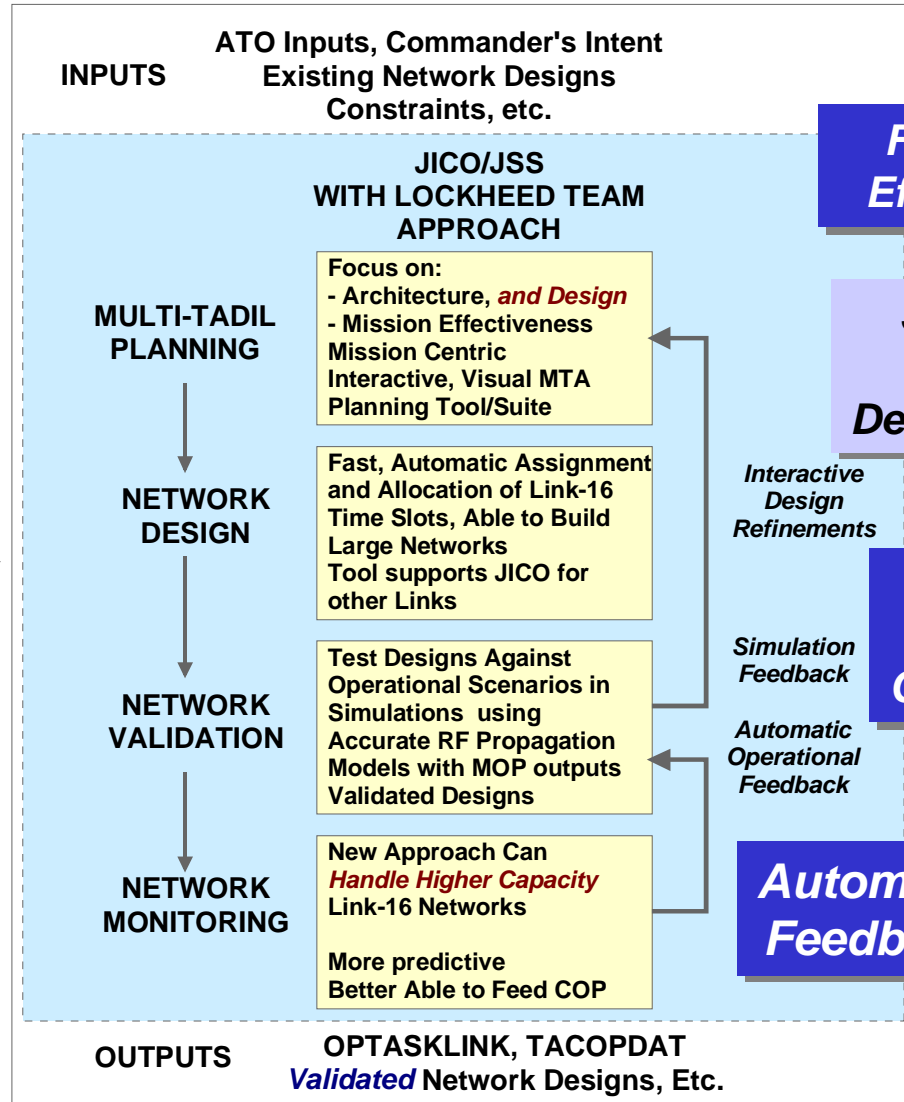 INPUTS
ATO Inputs, Commander's Intent
Existing Network Designs
Constraints, etc.
JICO/JSS
WITH LOCKHEED TEAM
APPROACH
MULTI-TADIL
PLANNING
Focus on:
- Architecture, and Design
- Mission Effectiveness
Mission Centric
Interactive, Visual MTA
Planning Tool/Suite
NETWORK
DESIGN
Fast, Automatic Assignment
and Allocation of Link-16
Time Slots, Able to Build
Large Networks
Tool supports JICO for
other Links
Interactive
Design
Refinements
NETWORK
VALIDATION
Test Designs Against
Operational Scenarios in
Simulations using
Accurate RF Propagation
Models with MOP outputs
Validated Designs
Simulation
Feedback
Automatic
Operational
Feedback
NETWORK
MONITORING
New Approach Can
Handle Higher Capacity
Link-16 Networks
More predictive
Better Able to Feed COP
OUTPUTS
OPTASKLINK, TACOPDAT
Validated Network Designs, Etc.